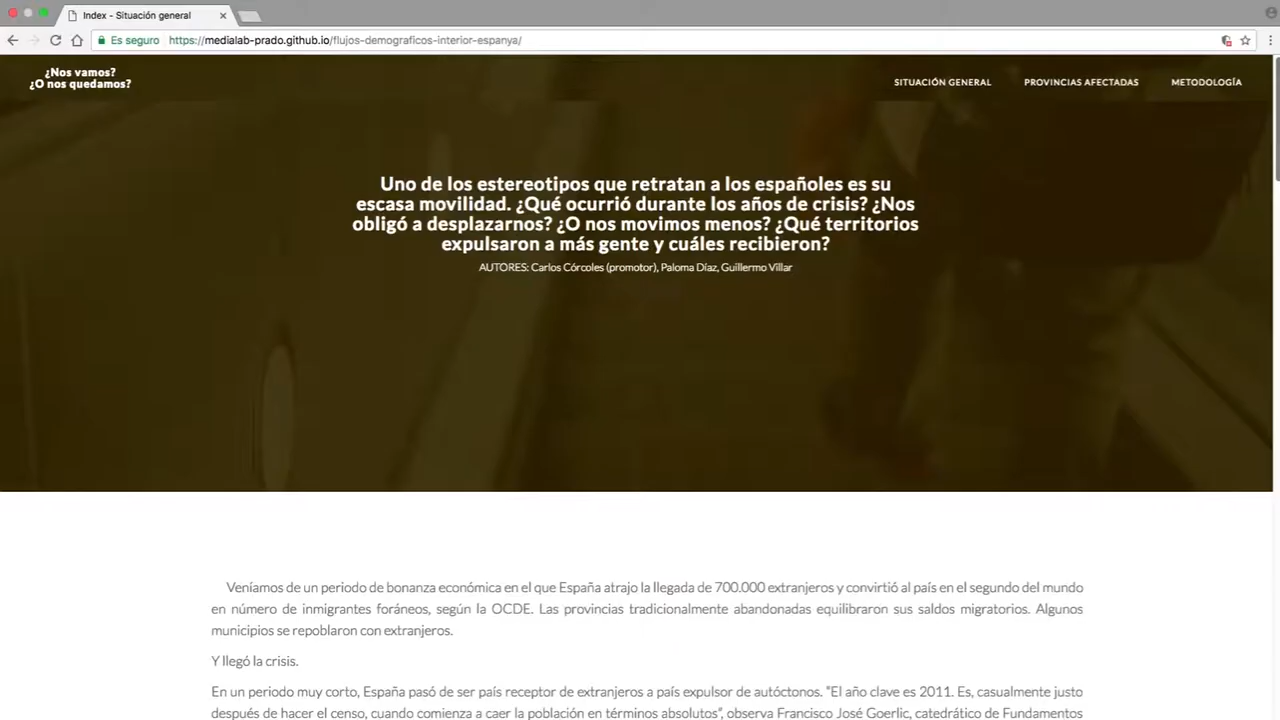 Index - Situación general
Es seguro https://medialab-prado.github.io/flujos-demograficos-interior-espanya/
¿Nos vamos?
¿O nos quedamos?
SITUACIÓN GENERAL PROVINCIAS AFECTADAS METODOLOGÍA
Uno de los estereotipos que retratan a los españoles es su
escasa movilidad. ¿Qué ocurrió durante los años de crisis? ¿Nos
obligó a desplazarnos? ¿O nos movimos menos? ¿Qué territorios
expulsaron a más gente y cuáles recibieron?
AUTORES: Carlos Córcoles (promotor), Paloma Díaz, Guillermo Villar
Veníamos de un periodo de bonanza económica en el que España atrajo la llegada de 700.000 extranjeros y convirtió al país en el segundo del mundo
en número de inmigrantes foráneos, según la OCDE. Las provincias tradicionalmente abandonadas equilibraron sus saldos migratorios. Algunos
municipios se repoblaron con extranjeros.
Y llegó la crisis.
En un periodo muy corto, España pasó de ser país receptor de extranjeros a país expulsor de autóctonos. "El año clave es 2011. Es, casualmente justo
después de hacer el censo, cuando comienza a caer la población en términos absolutos", observa Francisco José Goerlic, catedrático de Fundamentos